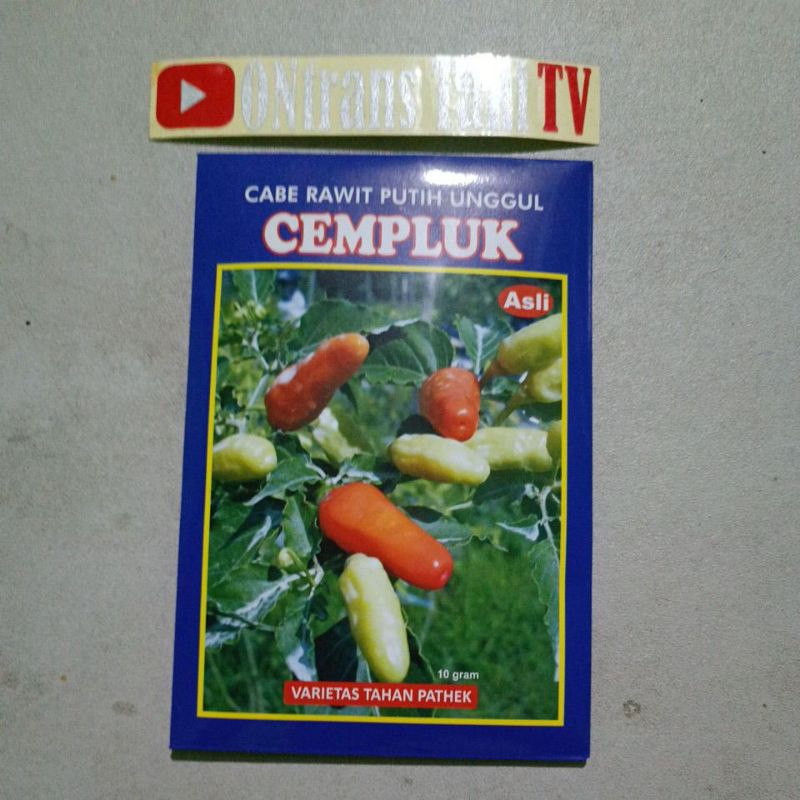 ONtrans Tani TV
CABE RAWIT PUTIH UNGGUL
CEMPLUK
Asli
10 gram
VARIETAS TAHAN PATHEK